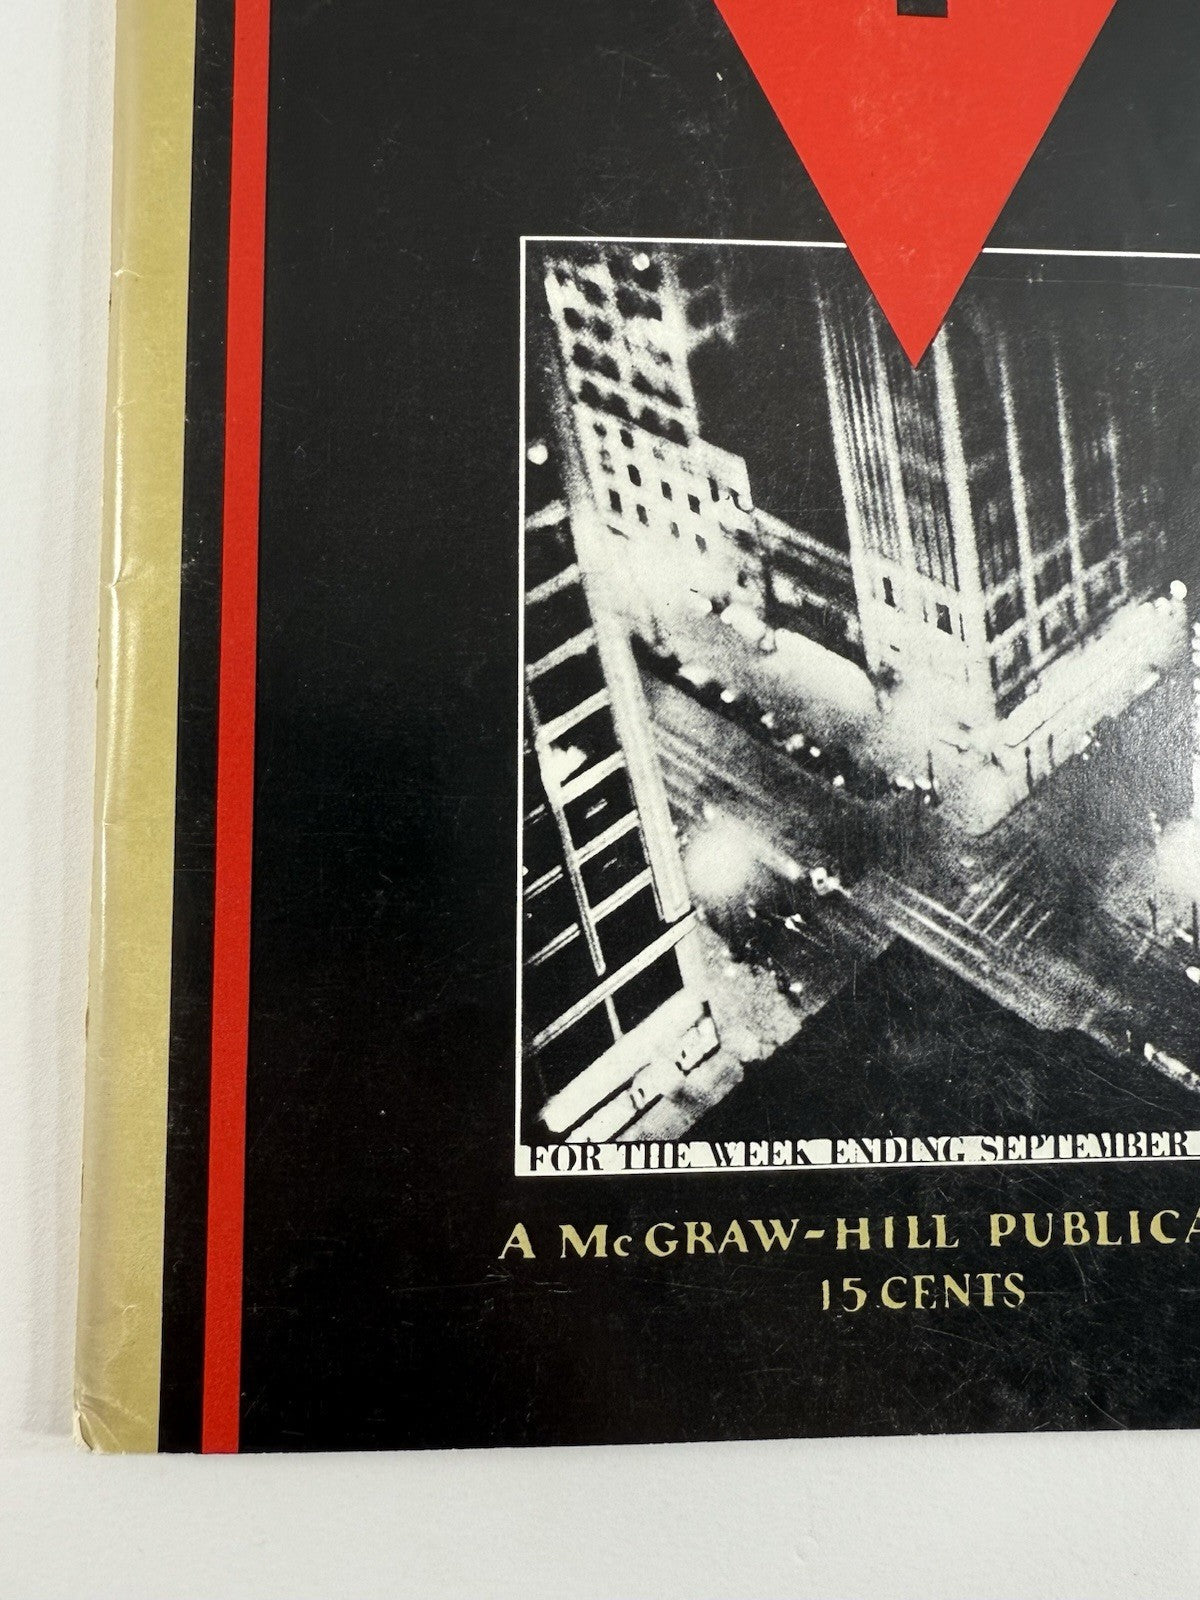 FOR THE WEEK ENDING SEPTEMBER
A McGRAW-HILL PUBLICA
15 CENTS